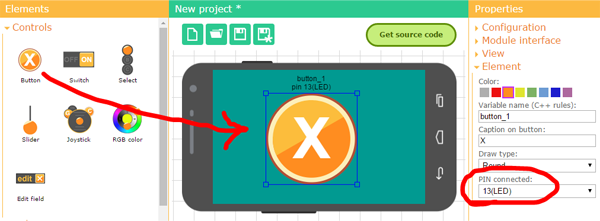 Elements
Controls
X
Button
OFF ON
Switch
Select
Slider
Joystick
RGB color
edit
Edit field
New project *
Get source code
button_1
pin 13(LED)
X
Properties
Configuration
Module interface
View
Element
Color:
Variable name (C++ rules):
button_1
Caption on button:
X
Draw type:
Round
PIN connected:
13(LED)